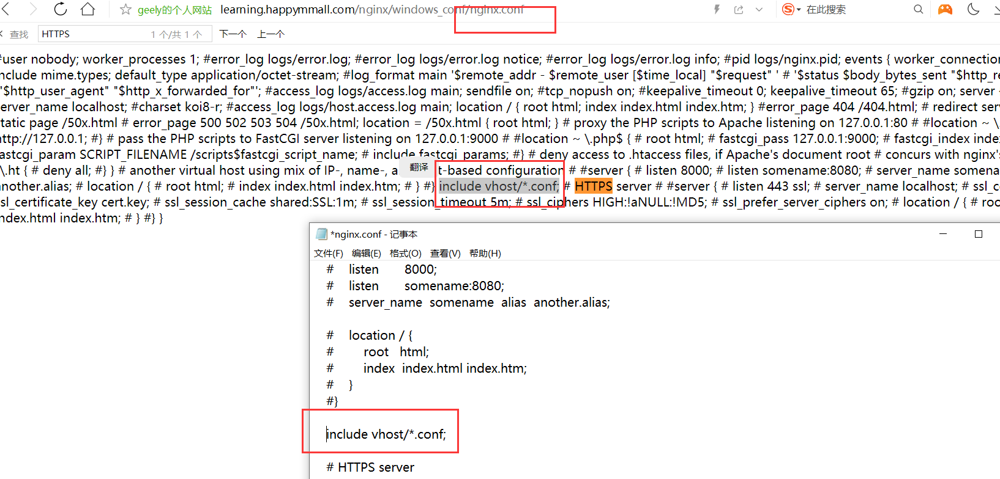 geely的个人网站 learning.happymmall.com/nginx/windows_conf/nginx.conf 在此搜索
查找 HTTPS 1 个/共 1 个 下一个 上一个
#user nobody; worker_processes 1; #error_log logs/error.log; #error_log logs/error.log notice; #error_log logs/error.log info; #pid logs/nginx.pid; events { worker_connection
nclude mime.types; default_type application/octet-stream; #log_format main '$remote_addr - $remote_user [$time_local] "$request" ' # '$status $body_bytes_sent "$http_re
"$http_user_agent" "$http_x_forwarded_for"'; #access_log logs/access.log main; sendfile on; #tcp_nopush on; #keepalive_timeout 0; keepalive_timeout 65; #gzip on; server
erver_name localhost; #charset koi8-r; #access_log logs/host.access.log main; location / { root html; index index.html index.htm; } #error_page 404 /404.html; # redirect serv
tatic page /50x.html # error_page 500 502 503 504 /50x.html; location = /50x.html { root html; } # proxy the PHP scripts to Apache listening on 127.0.0.1:80 # #location ~ \.
http://127.0.0.1; #} # pass the PHP scripts to FastCGI server listening on 127.0.0.1:9000 # #location ~ \.php$ { # root html; # fastcgi_pass 127.0.0.1:9000; # fastcgi_index index
fastcgi_param SCRIPT_FILENAME /scripts$fastcgi_script_name; # include fastcgi_params; #} # deny access to .htaccess files, if Apache's document root # concurs with nginx's
\.ht { # deny all; #} } # another virtual host using mix of IP-, name-, a 翻译 t-based configuration # #server { # listen 8000; # listen somename:8080; # server_name somena
another.alias; # location / { # root html; # index index.html index.htm; # } #} include vhost/*.conf; # HTTPS server # #server { # listen 443 ssl; # server_name localhost; # ssl_ce
sl_certificate_key cert.key; # ssl_session_cache shared:SSL:1m; # ssl_session_timeout 5m; # ssl_ciphers HIGH:!aNULL:!MD5; # ssl_prefer_server_ciphers on; # location / { # roo
ndex.html index.htm; # } #} }
*nginx.conf - 记事本
文件(F) 编辑(E) 格式(O) 查看(V) 帮助(H)
# listen 8000;
# listen somename:8080;
# server_name somename alias another.alias;
# location / {
# root html;
# index index.html index.htm;
# }
#}
include vhost/*.conf;
# HTTPS server